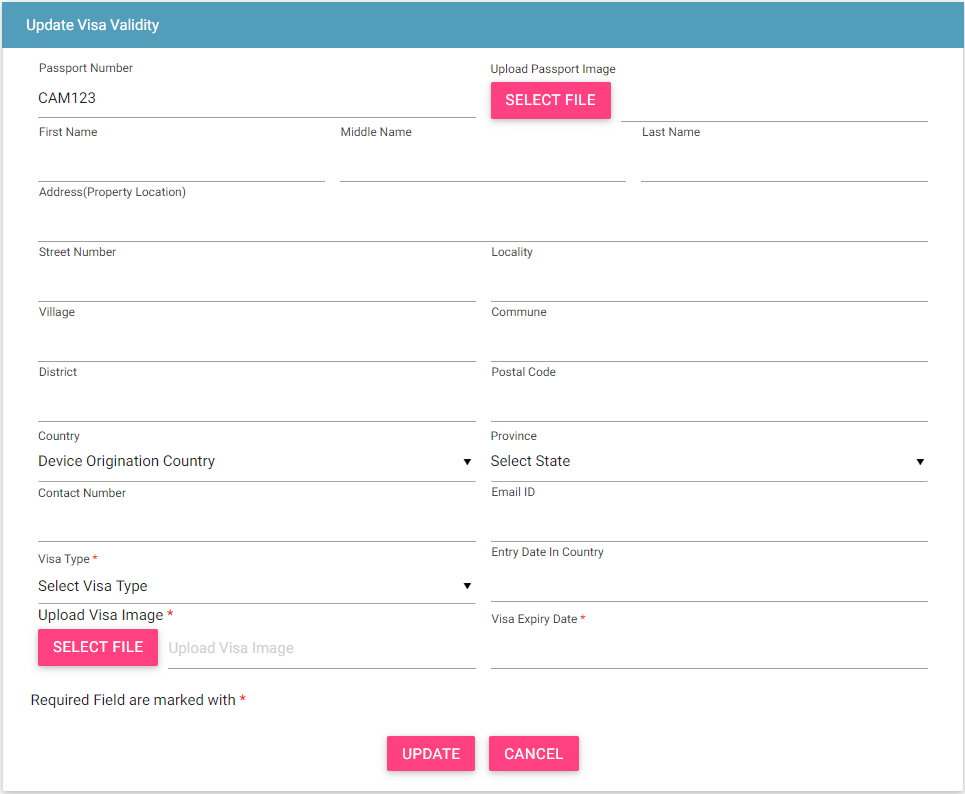 Update Visa Validity
Passport Number
Upload Passport Image
CAM123
SELECT FILE
First Name
Middle Name
Last Name
Address(Property Location)
Street Number
Locality
Village
Commune
District
Postal Code
Country
Province
Device Origination Country
Select State
Contact Number
Email ID
Visa Type *
Entry Date In Country
Select Visa Type
Upload Visa Image *
Visa Expiry Date *
SELECT FILE
Upload Visa Image
Required Field are marked with *
UPDATE
CANCEL